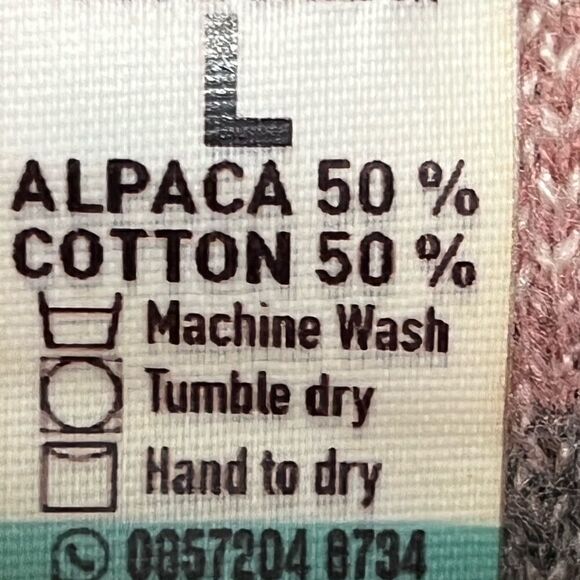 L
ALPACA 50 %
COTTON 50 %
Machine Wash
Tumble dry
Hand to dry
0857204 8734